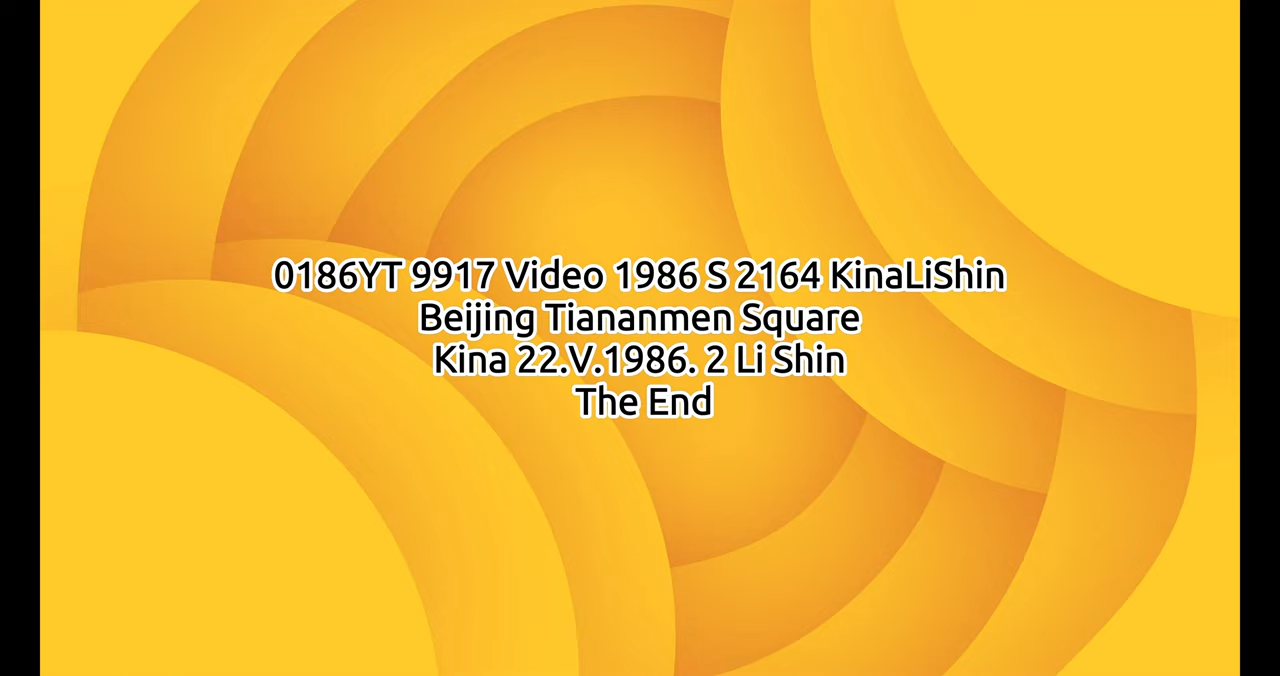 0186YT 9917 Video 1986 S 2164 KinaLiShin
Beijing Tiananmen Square
Kina 22.V.1986. 2 Li Shin
The End